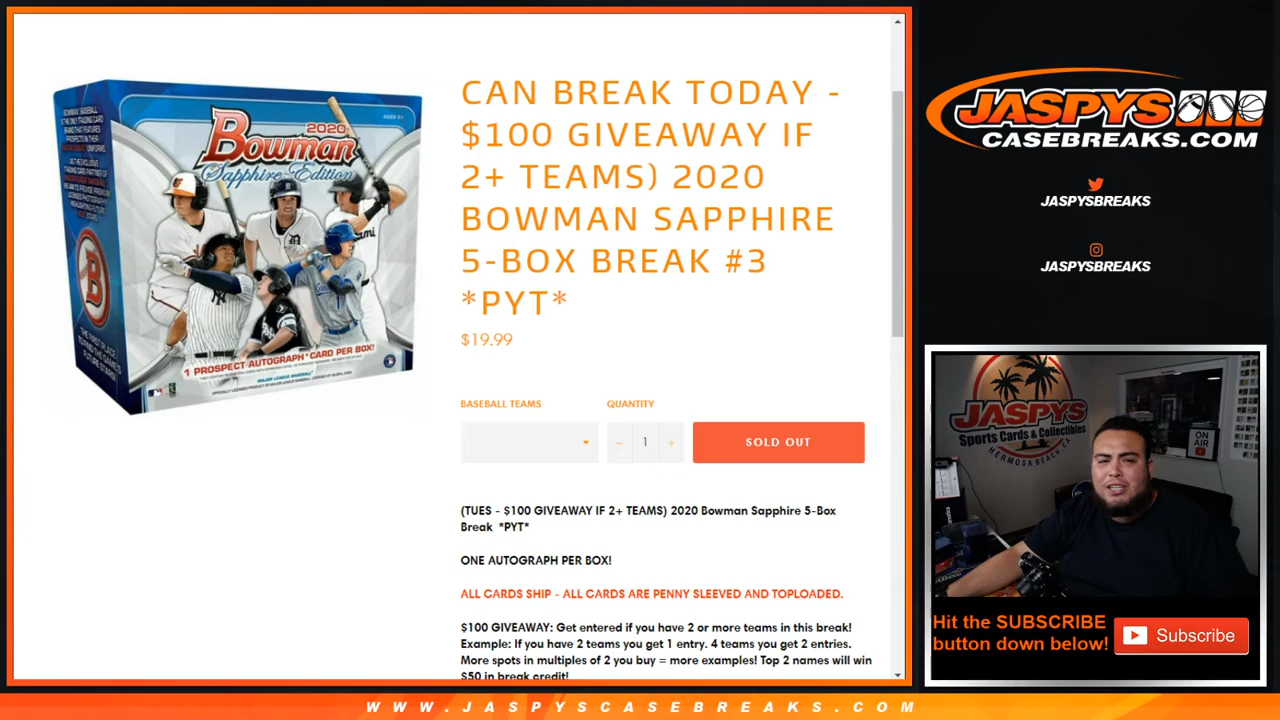 BOWMAN BASEBALL
2020
Bowman
Sapphire Edition
1 PROSPECT AUTOGRAPH CARD PER BOX!
CAN BREAK TODAY -
$100 GIVEAWAY IF
2+ TEAMS) 2020
BOWMAN SAPPHIRE
5-BOX BREAK #3
*PYT*
$19.99
BASEBALL TEAMS
QUANTITY
1
SOLD OUT
(TUES - $100 GIVEAWAY IF 2+ TEAMS) 2020 Bowman Sapphire 5-Box
Break *PYT*
ONE AUTOGRAPH PER BOX!
ALL CARDS SHIP - ALL CARDS ARE PENNY SLEEVED AND TOPLOADED.
$100 GIVEAWAY: Get entered if you have 2 or more teams in this break!
Example: If you have 2 teams you get 1 entry. 4 teams you get 2 entries.
More spots in multiples of 2 you buy = more examples! Top 2 names will win
$50 in break credit!
JASPYS
CASEBREAKS.COM
JASPYSBREAKS
JASPYSBREAKS
JASPYS
Sports Cards & Collectibles
HERMOSA BEACH, CA
ON
AIR
Hit the SUBSCRIBE
button down below!
Subscribe
WWW.JASPYSCASEBREAKS.COM